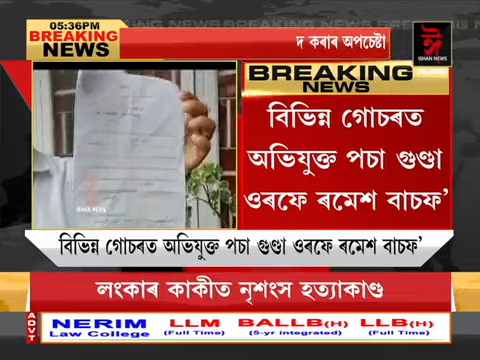 05:36PM
BREAKING
NEWS
দ কৰাৰ অপচেষ্টা
ISHAN NEWS
BREAKING
NEWS
বিভিন্ন গোচৰত
অভিযুক্ত পচা গুণ্ডা
ওৰফে ৰমেশ বাচফ’
বিভিন্ন গোচৰত অভিযুক্ত পচা গুণ্ডা ওৰফে ৰমেশ বাচফ’
লংকাৰ কাকীত নৃশংস হত্যাকাণ্ড
ADVT
NERIM
Law College
LLM
(Full Time)
BALLB(H)
(5-yr integrated)
LLB(H)
(Full Time)